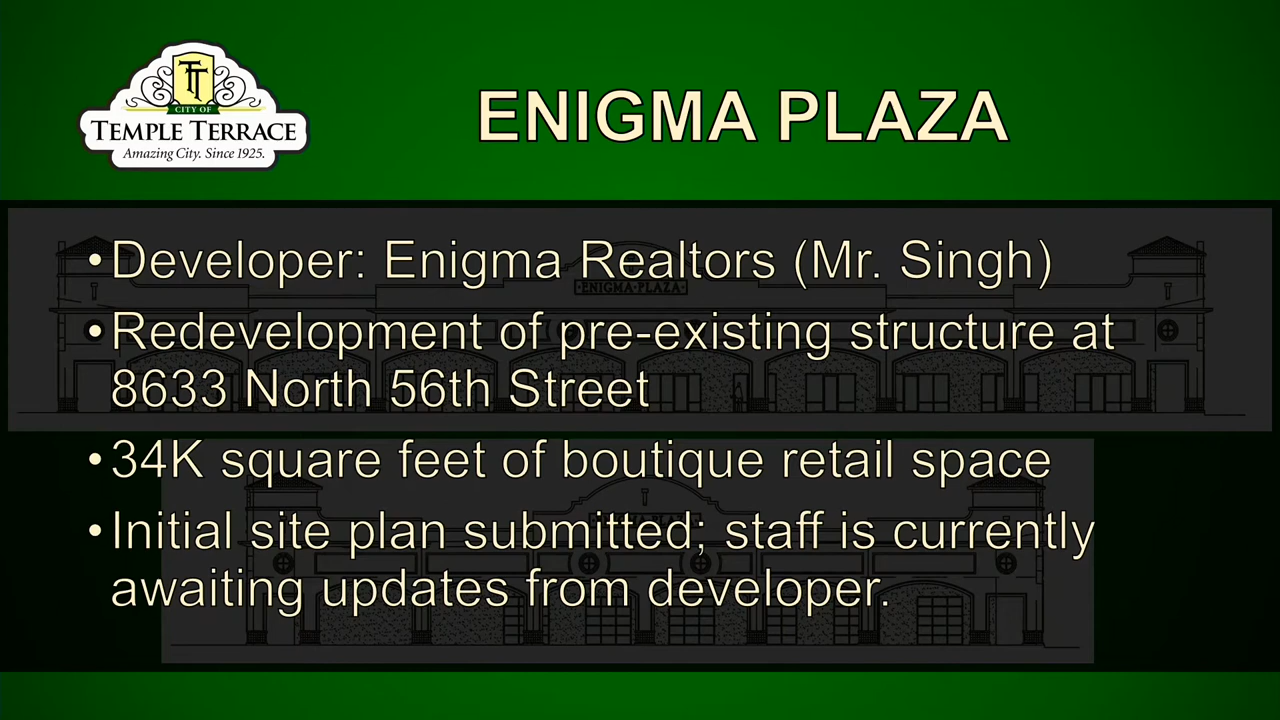 TT
CITY OF
TEMPLE TERRACE
Amazing City. Since 1925.
ENIGMA PLAZA
•Developer: Enigma Realtors (Mr. Singh)
ENIGMA·PLAZA
•Redevelopment of pre-existing structure at
8633 North 56th Street
•34K square feet of boutique retail space
•Initial site plan submitted; staff is currently
awaiting updates from developer.